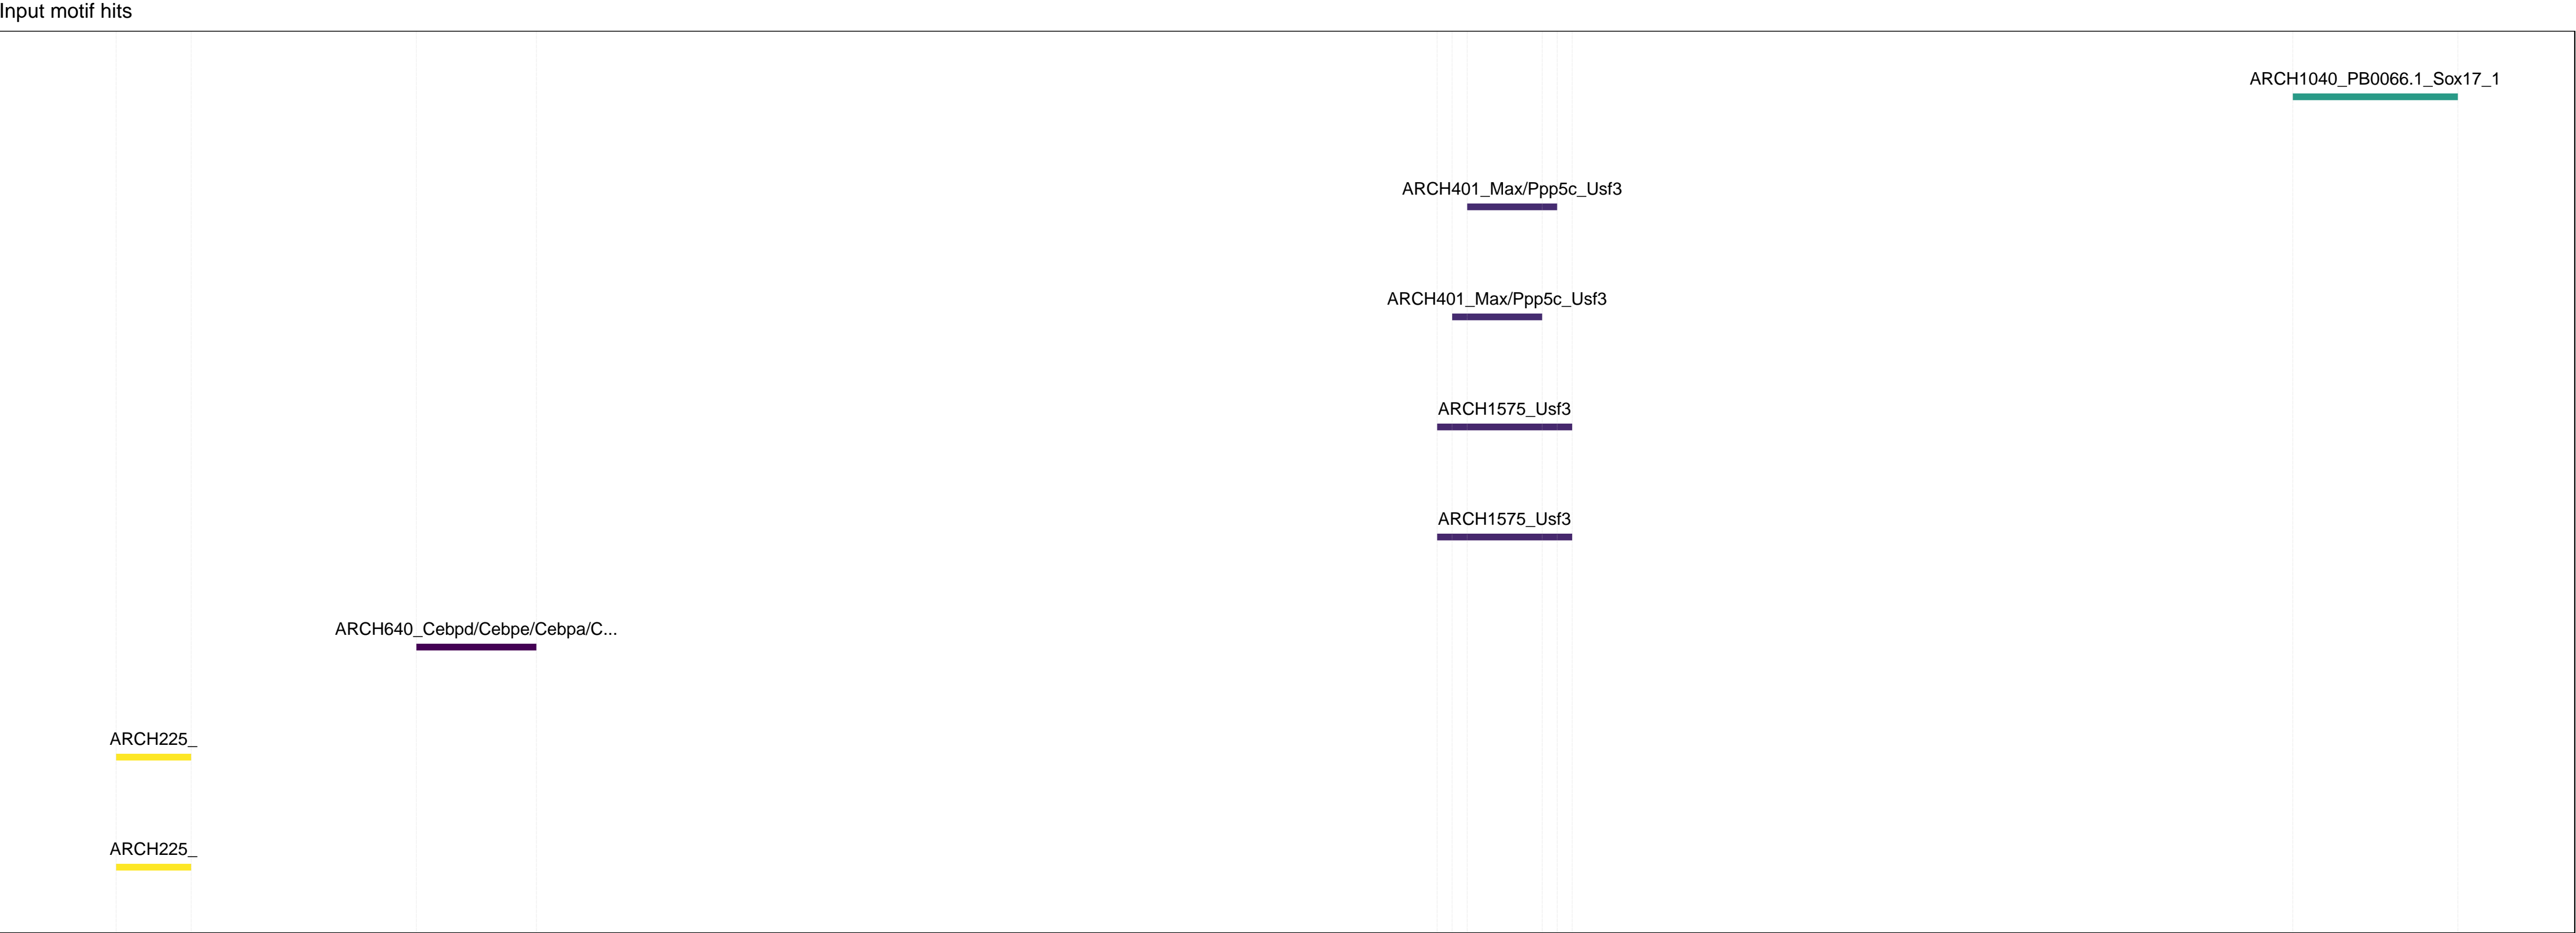 Input motif hits
ARCH1040_PB0066.1_Sox17_1
ARCH401_Max/Ppp5c_Usf3
ARCH401_Max/Ppp5c_Usf3
ARCH1575_Usf3
ARCH1575_Usf3
ARCH640_Cebpd/Cebpe/Cebpa/C...
ARCH225_
ARCH225_